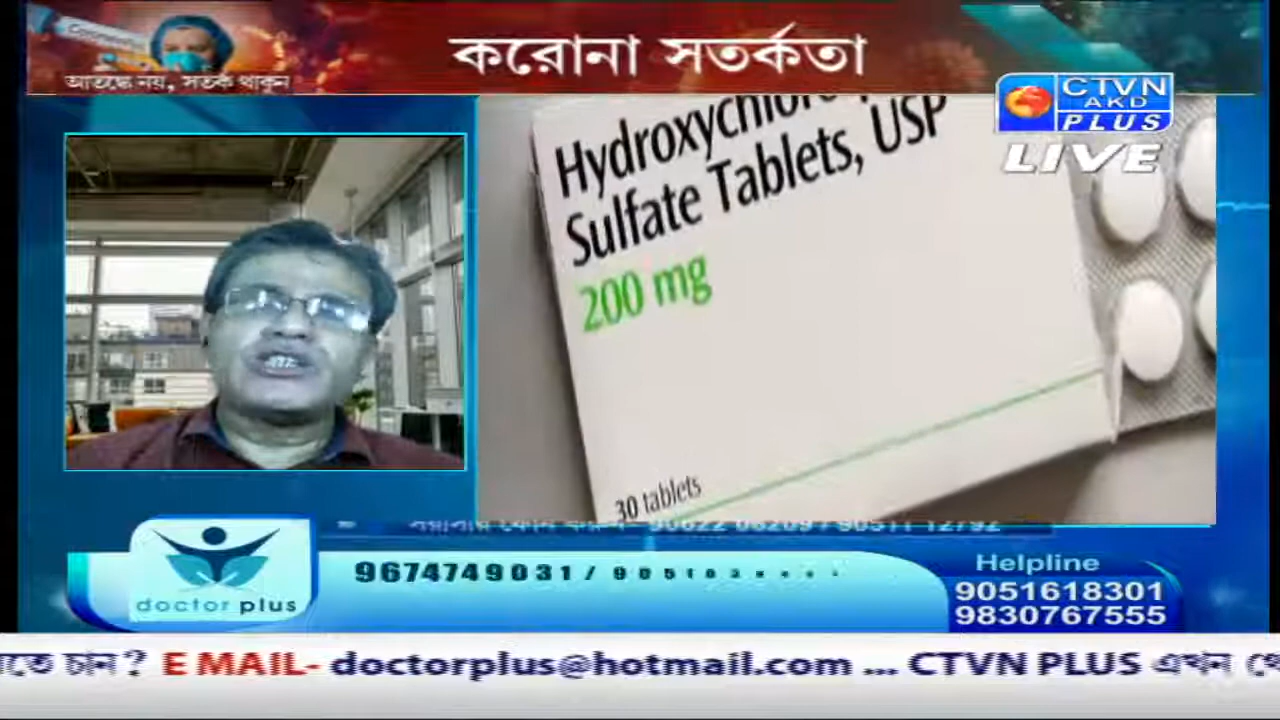 করোনা সতর্কতা
আতঙ্কে নয়, সতর্ক থাকুন
CTVN
AKD
PLUS
LIVE
Sulfate Tablets, USP
200 mg
30 tablets
9674749031 /
doctor plus
Helpline
9051618301
9830767555
চান? E MAIL- doctorplus@hotmail.com ... CTVN PLUS এখন